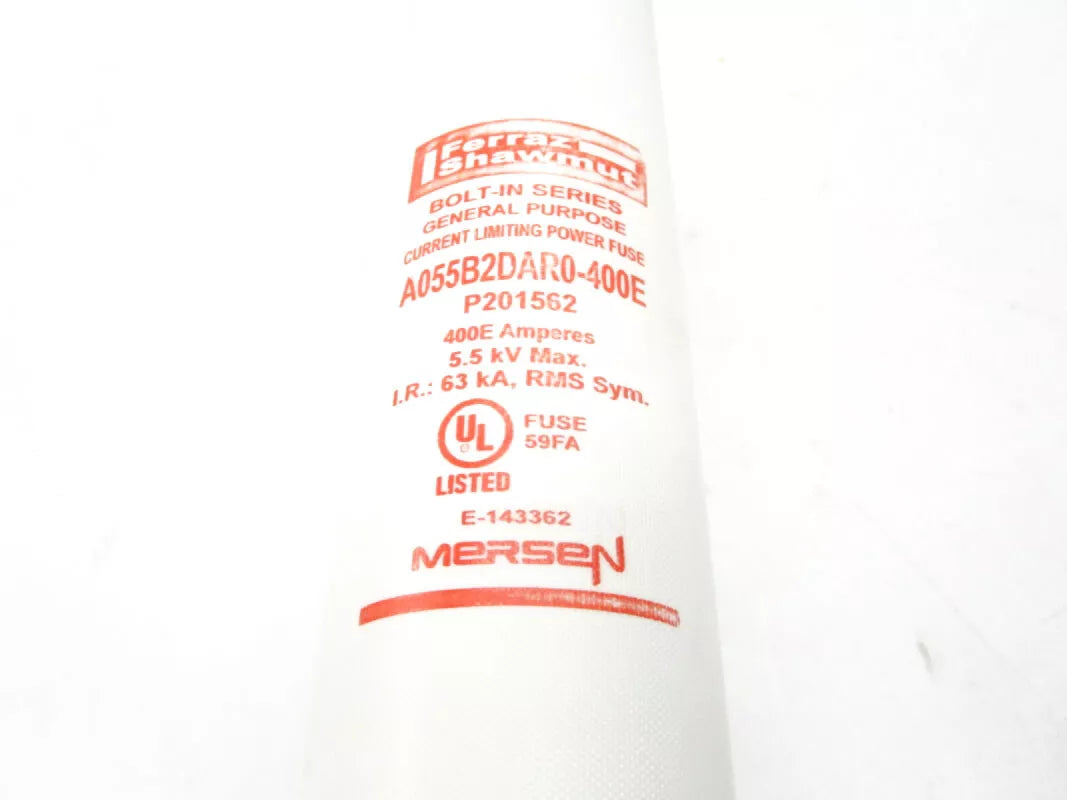 Ferraz
Shawmut
BOLT-IN SERIES
GENERAL PURPOSE
CURRENT LIMITING POWER FUSE
A055B2DAR0-400E
P201562
400E Amperes
5.5 kV Max.
I.R.: 63 kA, RMS Sym.
UL FUSE
59FA
LISTED
E-143362
MERSEN